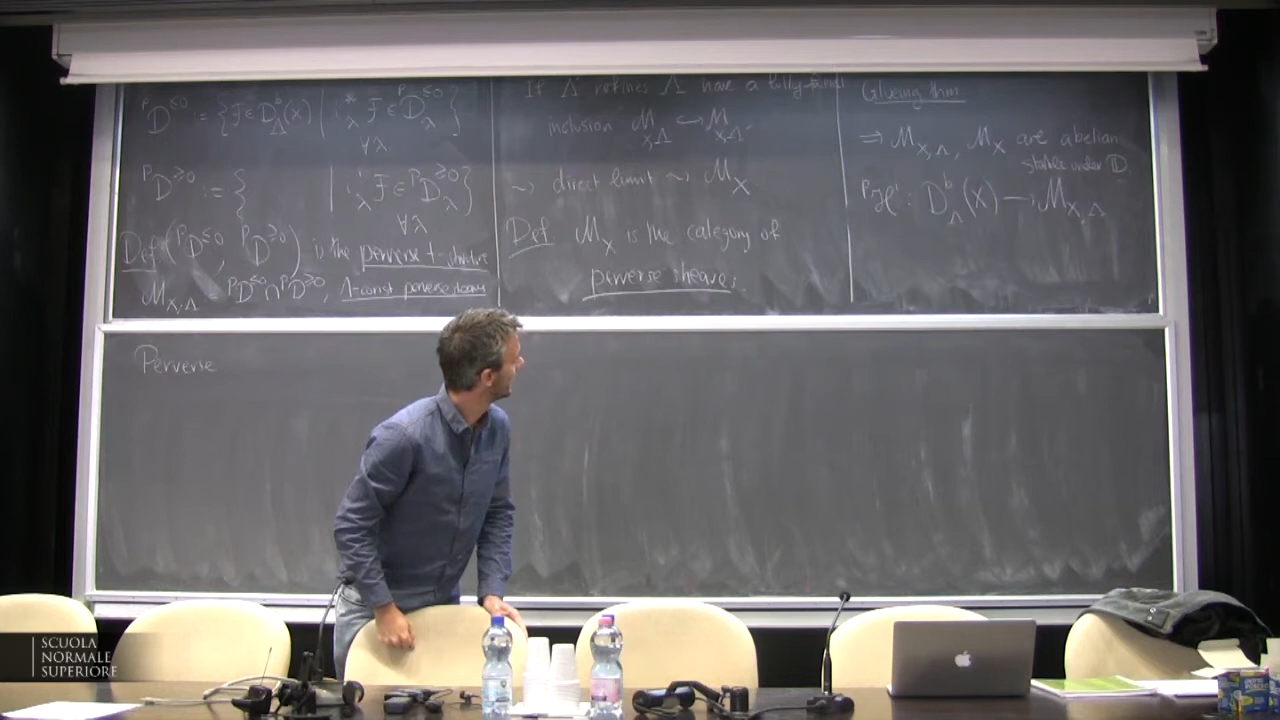 ᵖD^{≤0} := {F ∈ D^b_Λ(X) | i^*_λ F ∈ ᵖD^{≤0}_λ}
∀λ
ᵖD^{≥0} := { | i^!_λ F ∈ ᵖD^{≥0}_λ}
∀λ
Def (ᵖD^{≤0}, ᵖD^{≥0}) is the perverse t-structure
M_{X,Λ} ᵖD^{≤0} ∩ ᵖD^{≥0}, Λ-const perverse
If Λ' refines Λ have a fully-faithful
inclusion M_{X,Λ} ↪ M_{X,Λ'}
⇝ direct limit ⇝ M_X
Def M_X is the category of
perverse sheaves.
Glueing thm
⇒ M_{X,Λ}, M_X are abelian
stable under D.
ᵖH^i : D^b_Λ(X) → M_{X,Λ}
Perverse
SCUOLA
NORMALE
SUPERIORE